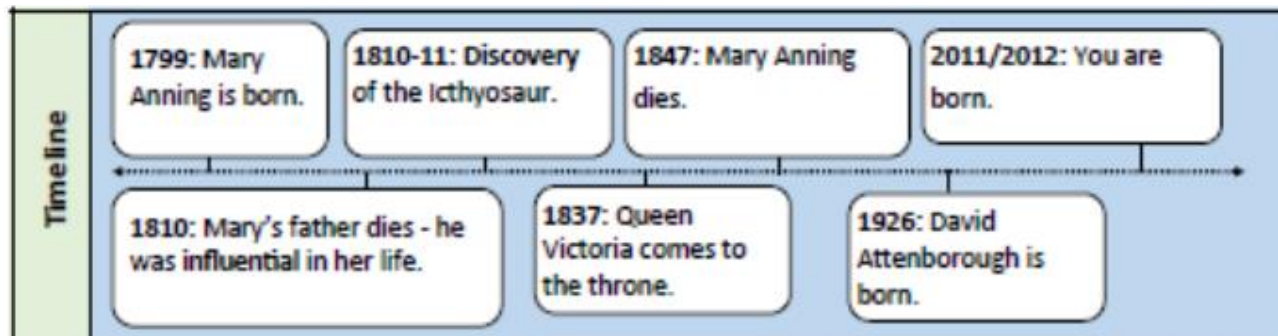 Timeline
1799: Mary
Anning is born.
1810-11: Discovery
of the Icthyosaur.
1847: Mary Anning
dies.
2011/2012: You are
born.
1810: Mary's father dies - he
was influential in her life.
1837: Queen
Victoria comes to
the throne.
1926: David
Attenborough is
born.